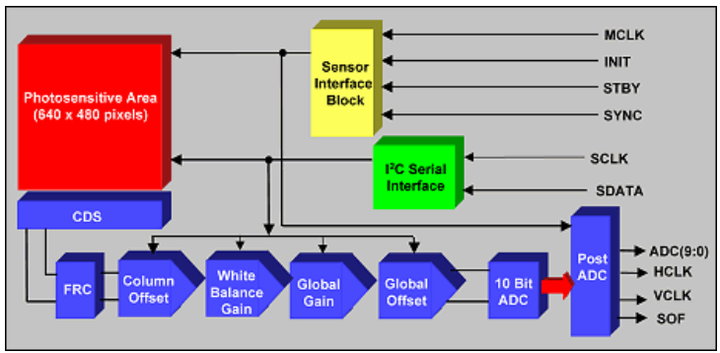 Photosensitive Area
(640 x 480 pixels)
Sensor
Interface
Block
MCLK
INIT
STBY
SYNC
I²C Serial
Interface
SCLK
SDATA
CDS
FRC
Column
Offset
White
Balance
Gain
Global
Gain
Global
Offset
10 Bit
ADC
Post
ADC
ADC(9:0)
HCLK
VCLK
SOF